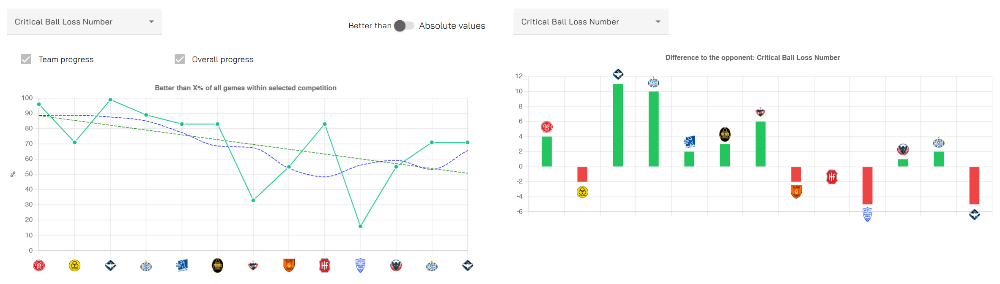 Critical Ball Loss Number
Better than
Absolute values
Team progress
Overall progress
Better than X% of all games within selected competition
100
90
80
70
60
50
40
30
20
10
0
%
Critical Ball Loss Number
Difference to the opponent: Critical Ball Loss Number
12
10
8
6
4
2
0
-2
-4
-6